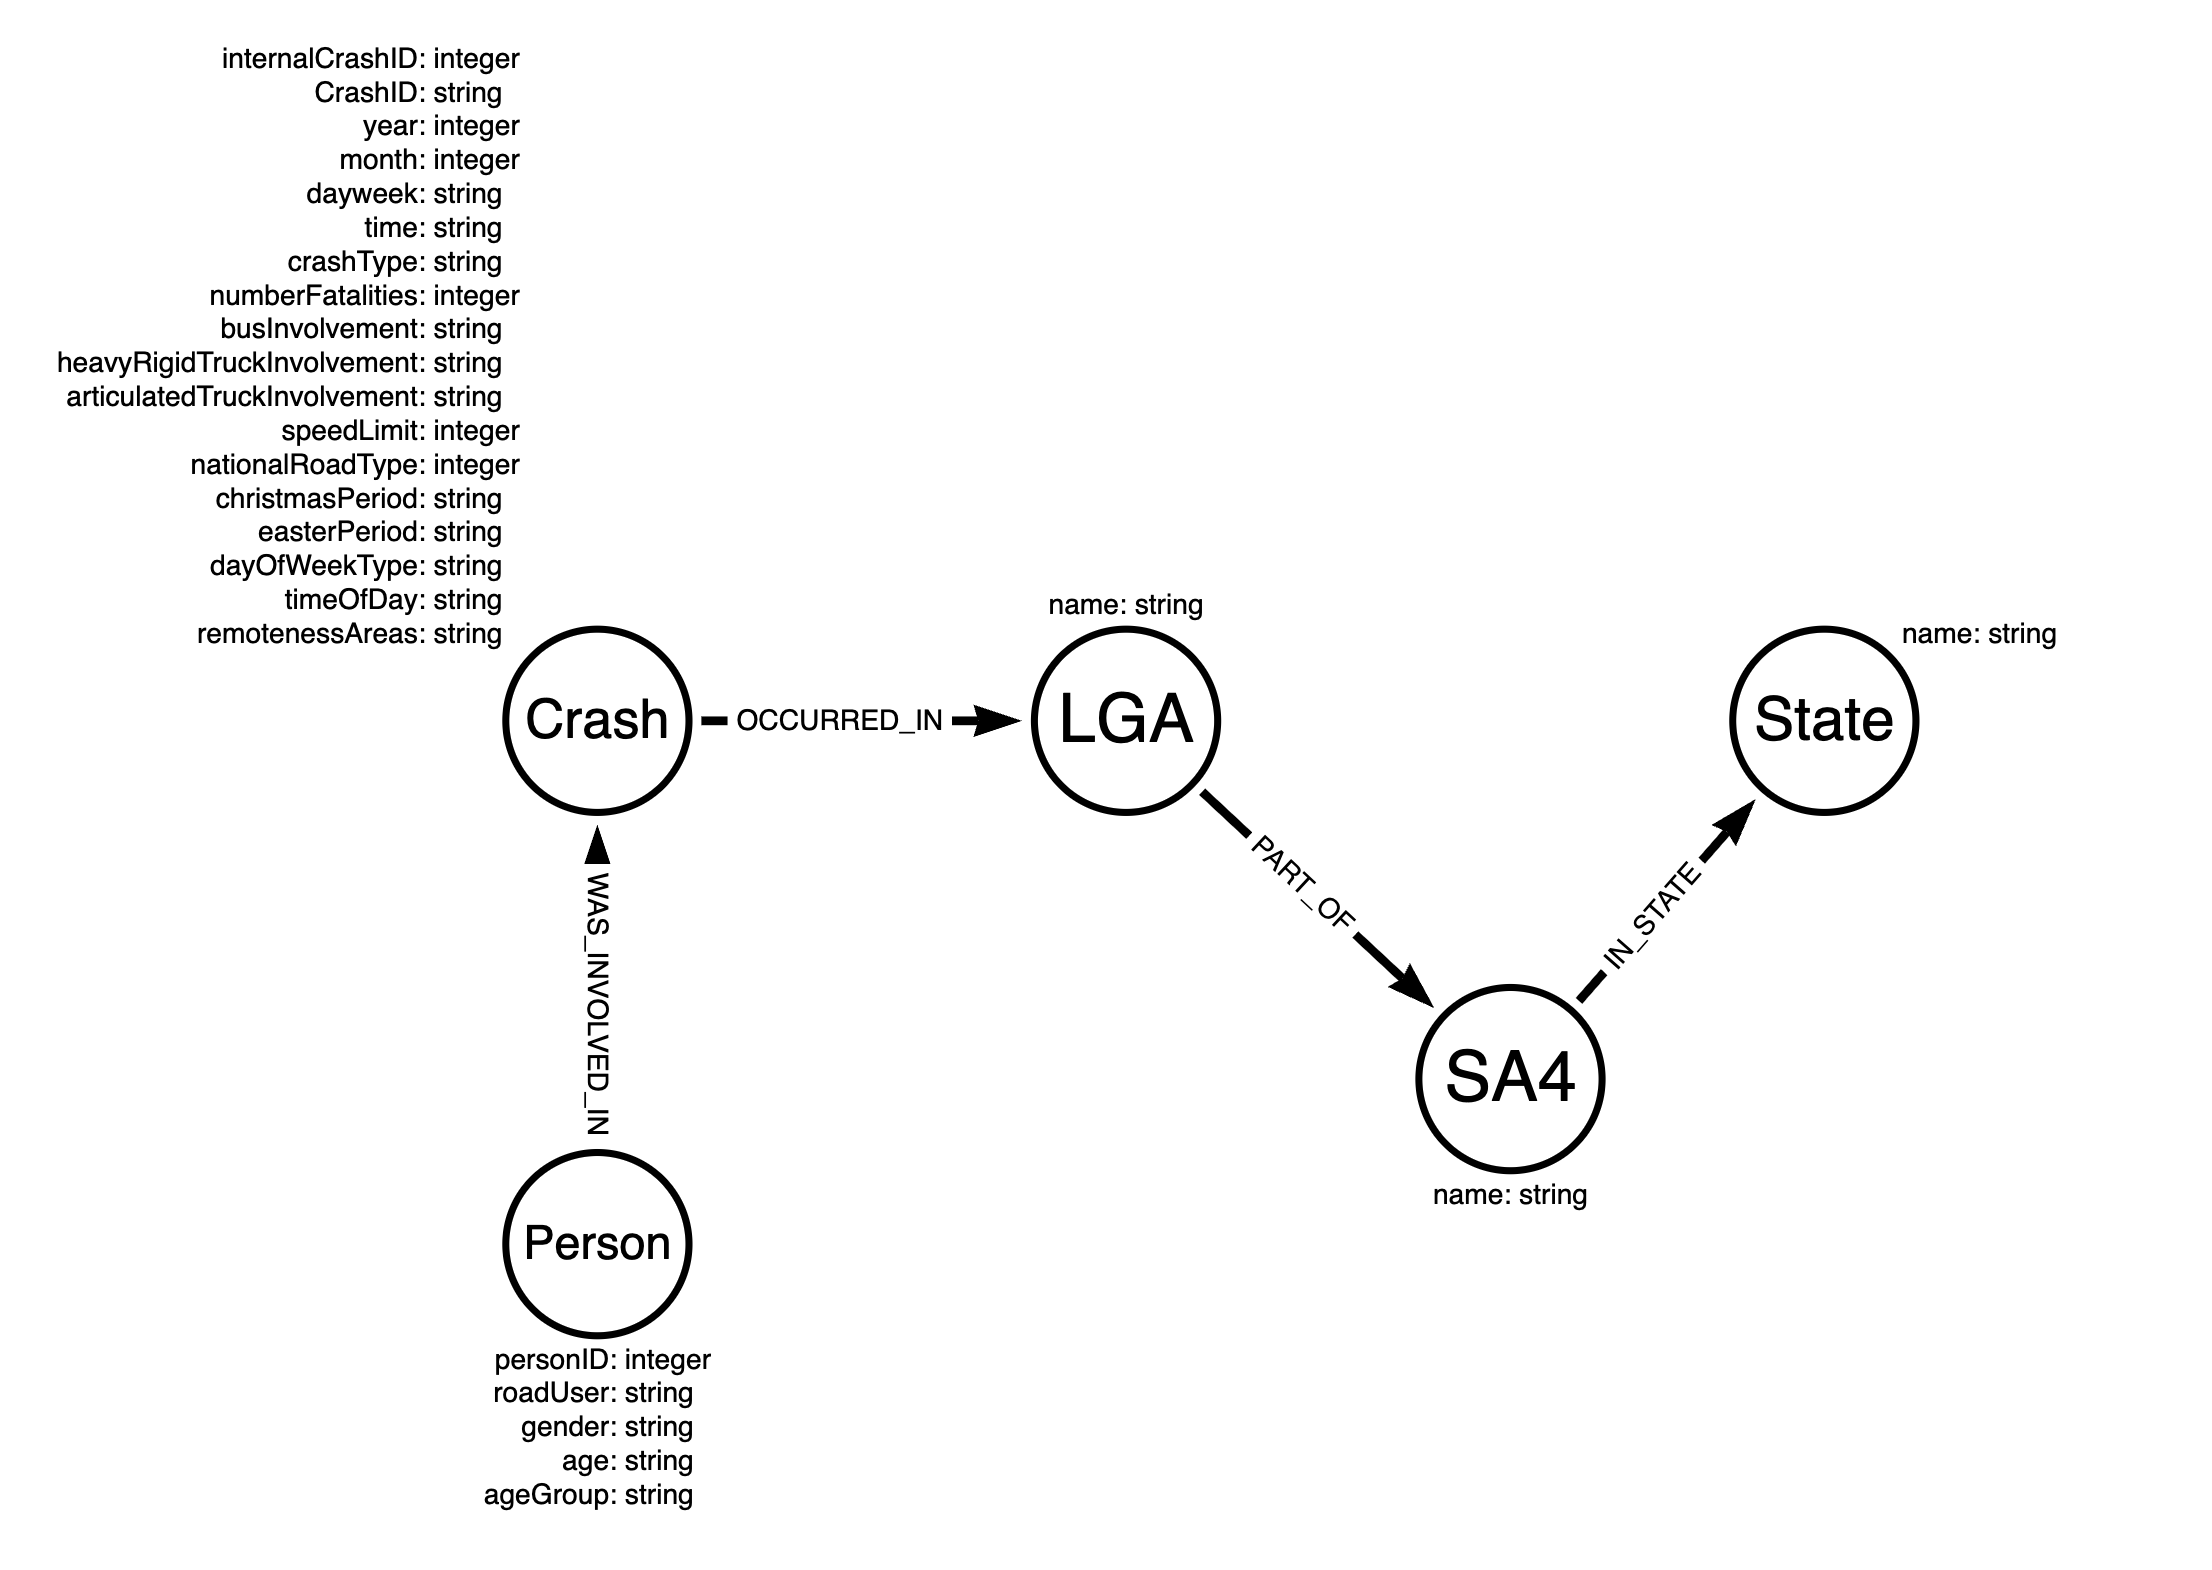 internalCrashID: integer
CrashID: string
year: integer
month: integer
dayweek: string
time: string
crashType: string
numberFatalities: integer
busInvolvement: string
heavyRigidTruckInvolvement: string
articulatedTruckInvolvement: string
speedLimit: integer
nationalRoadType: integer
christmasPeriod: string
easterPeriod: string
dayOfWeekType: string
timeOfDay: string
remotenessAreas: string
Crash
OCCURRED_IN
name: string
LGA
name: string
State
PART_OF
IN_STATE
SA4
name: string
WAS_INVOLVED_IN
Person
personID: integer
roadUser: string
gender: string
age: string
ageGroup: string